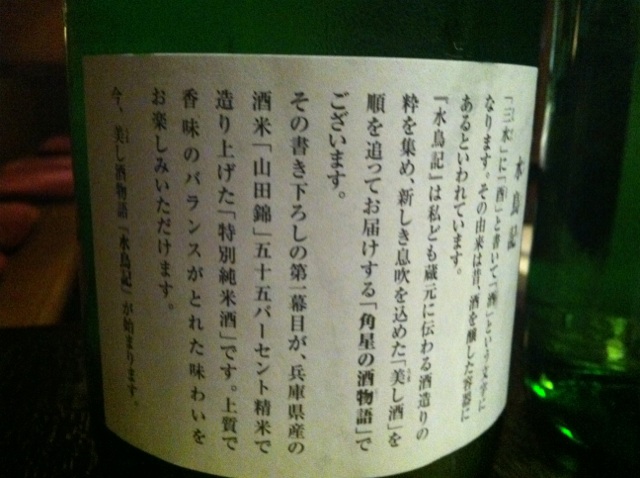 水鳥記
「三水」に「酉」と書いて「酒」という文字に
なります。その由来は昔、酒を醸した容器に
あるといわれています。
『水鳥記』は私ども蔵元に伝わる酒造りの
粋を集め、新しき息吹を込めた「美し酒」を
順を追ってお届けする「角星の酒物語」で
ございます。
その書き下ろしの第一幕目が、兵庫県産の
酒米「山田錦」五十五パーセント精米で
造り上げた「特別純米酒」です。上質で
香味のバランスがとれた味わいを
お楽しみいただけます。
今、美し酒物語『水鳥記』が始まります。